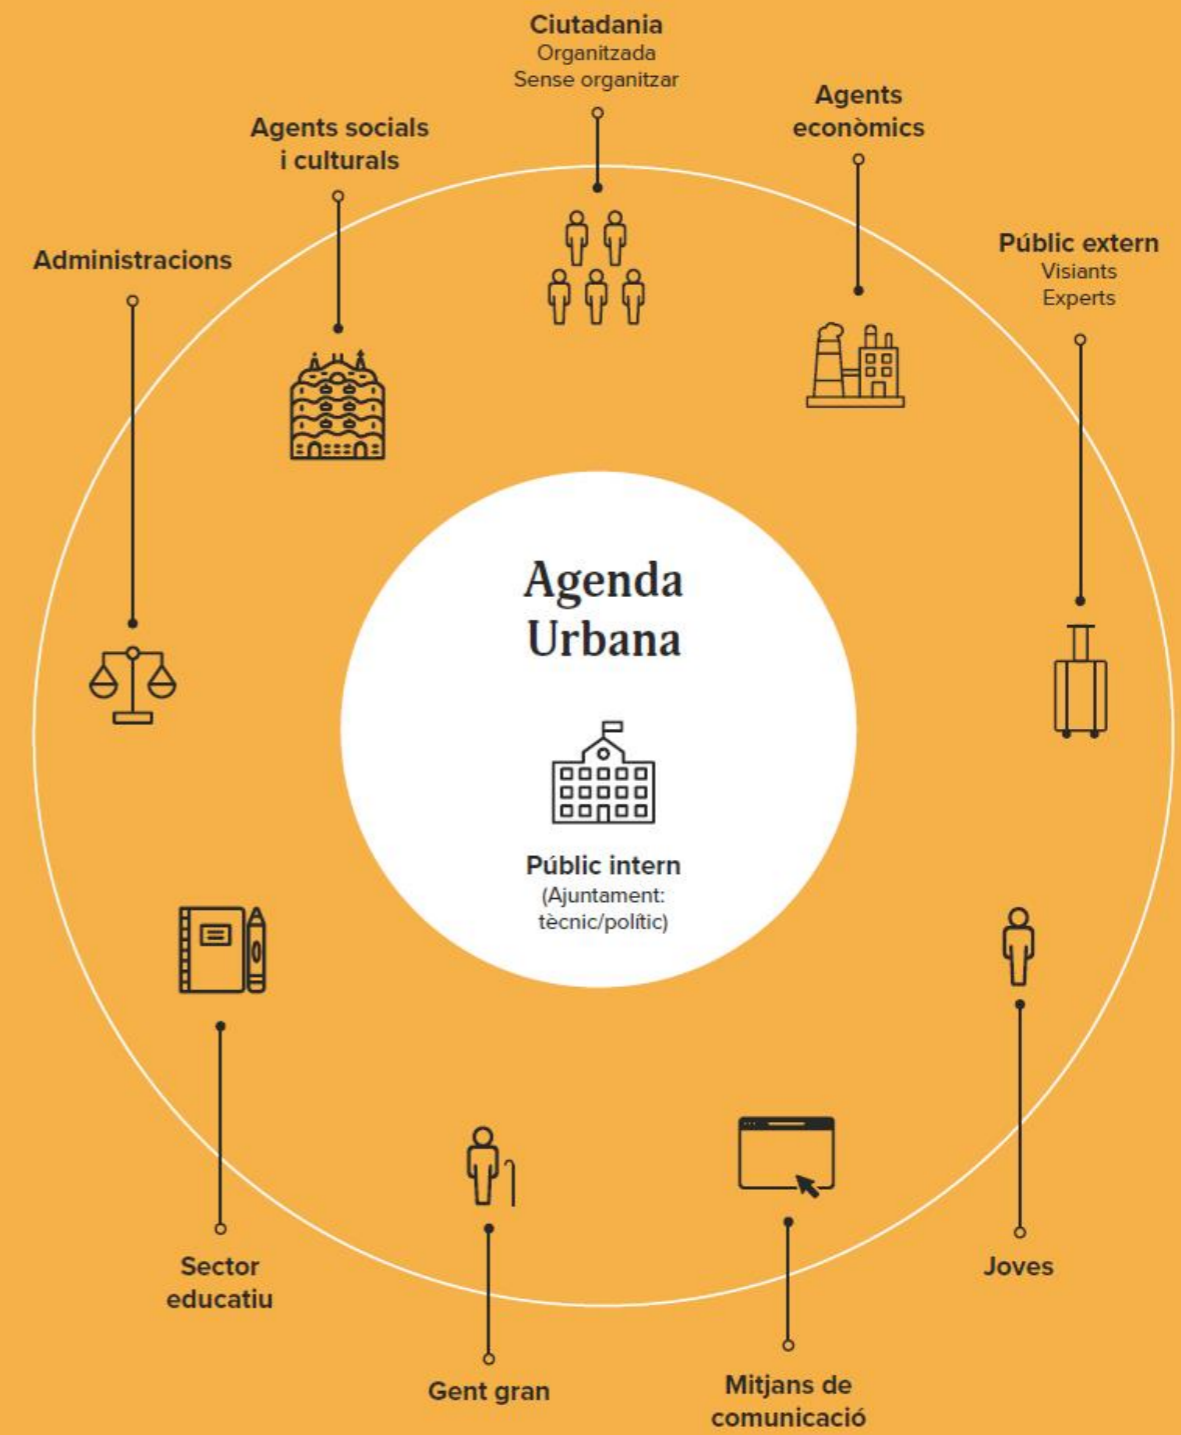 Ciutadania
Organitzada
Sense organitzar
Agents
econòmics
Agents socials
i culturals
Públic extern
Visiants
Experts
Administracions
Agenda
Urbana
Públic intern
(Ajuntament:
tècnic/polític)
Sector
educatiu
Joves
Gent gran
Mitjans de
comunicació